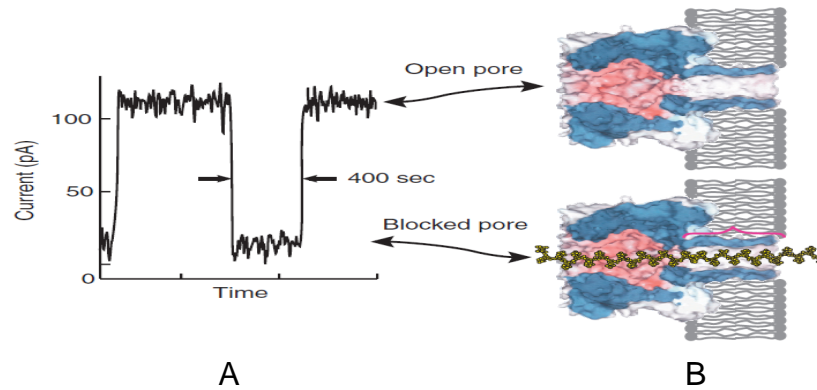 Open pore
100
Current (pA)
400 sec
50
Blocked pore
0
Time
A
B